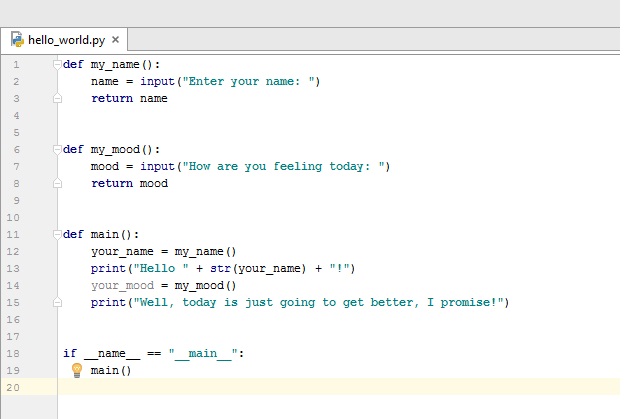 hello_world.py ×
1 def my_name():
2     name = input("Enter your name: ")
3     return name
4
5
6 def my_mood():
7     mood = input("How are you feeling today: ")
8     return mood
9
10
11 def main():
12     your_name = my_name()
13     print("Hello " + str(your_name) + "!")
14     your_mood = my_mood()
15     print("Well, today is just going to get better, I promise!")
16
17
18 if __name__ == "__main__":
19     main()
20